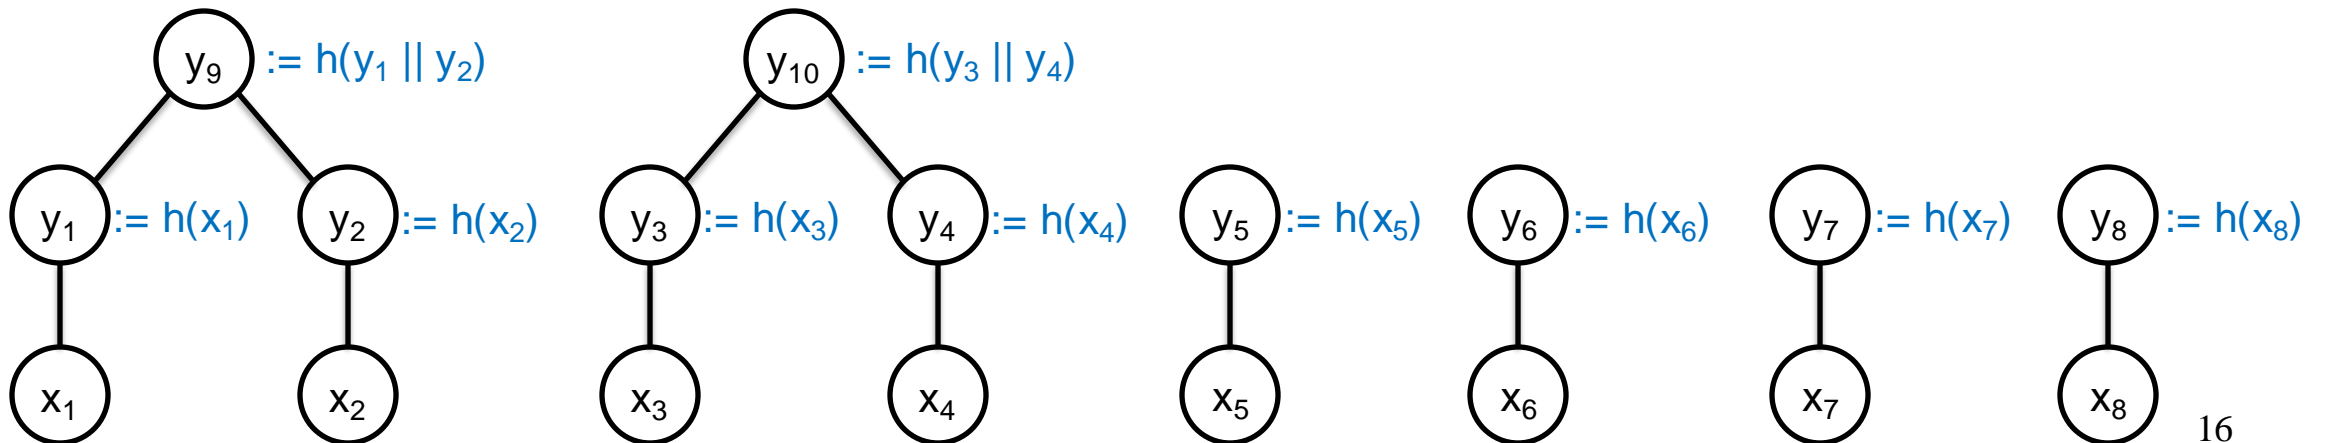 y₉ := h(y₁ || y₂) y₁₀ := h(y₃ || y₄)
y₁ := h(x₁) y₂ := h(x₂) y₃ := h(x₃) y₄ := h(x₄) y₅ := h(x₅) y₆ := h(x₆) y₇ := h(x₇) y₈ := h(x₈)
x₁ x₂ x₃ x₄ x₅ x₆ x₇ x₈
16